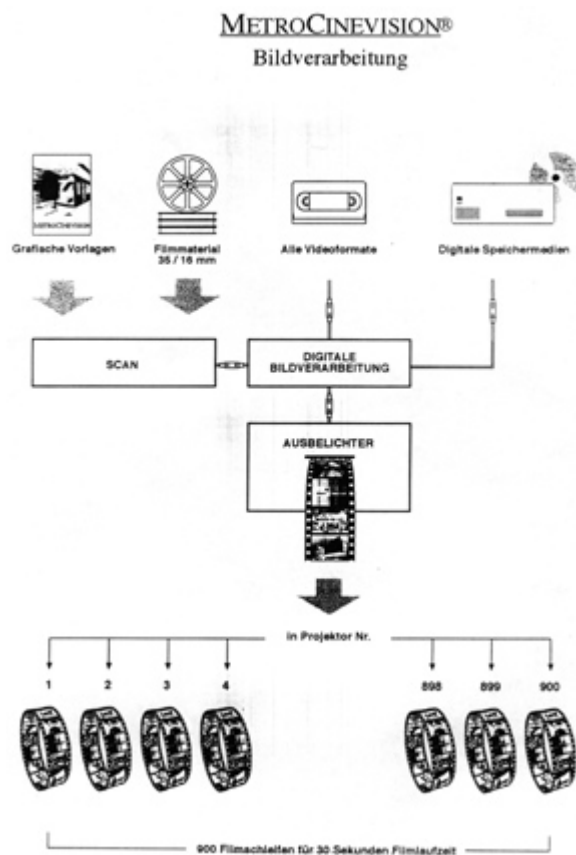 METROCINEVISION®
Bildverarbeitung
METROCINEVISION
Grafische Vorlagen
Filmmaterial
35 / 16 mm
Alle Videoformate
Digitale Speichermedien
SCAN
DIGITALE
BILDVERARBEITUNG
AUSBELICHTER
in Projektor Nr.
1 2 3 4 898 899 900
900 Filmschleifen für 30 Sekunden Filmlaufzeit